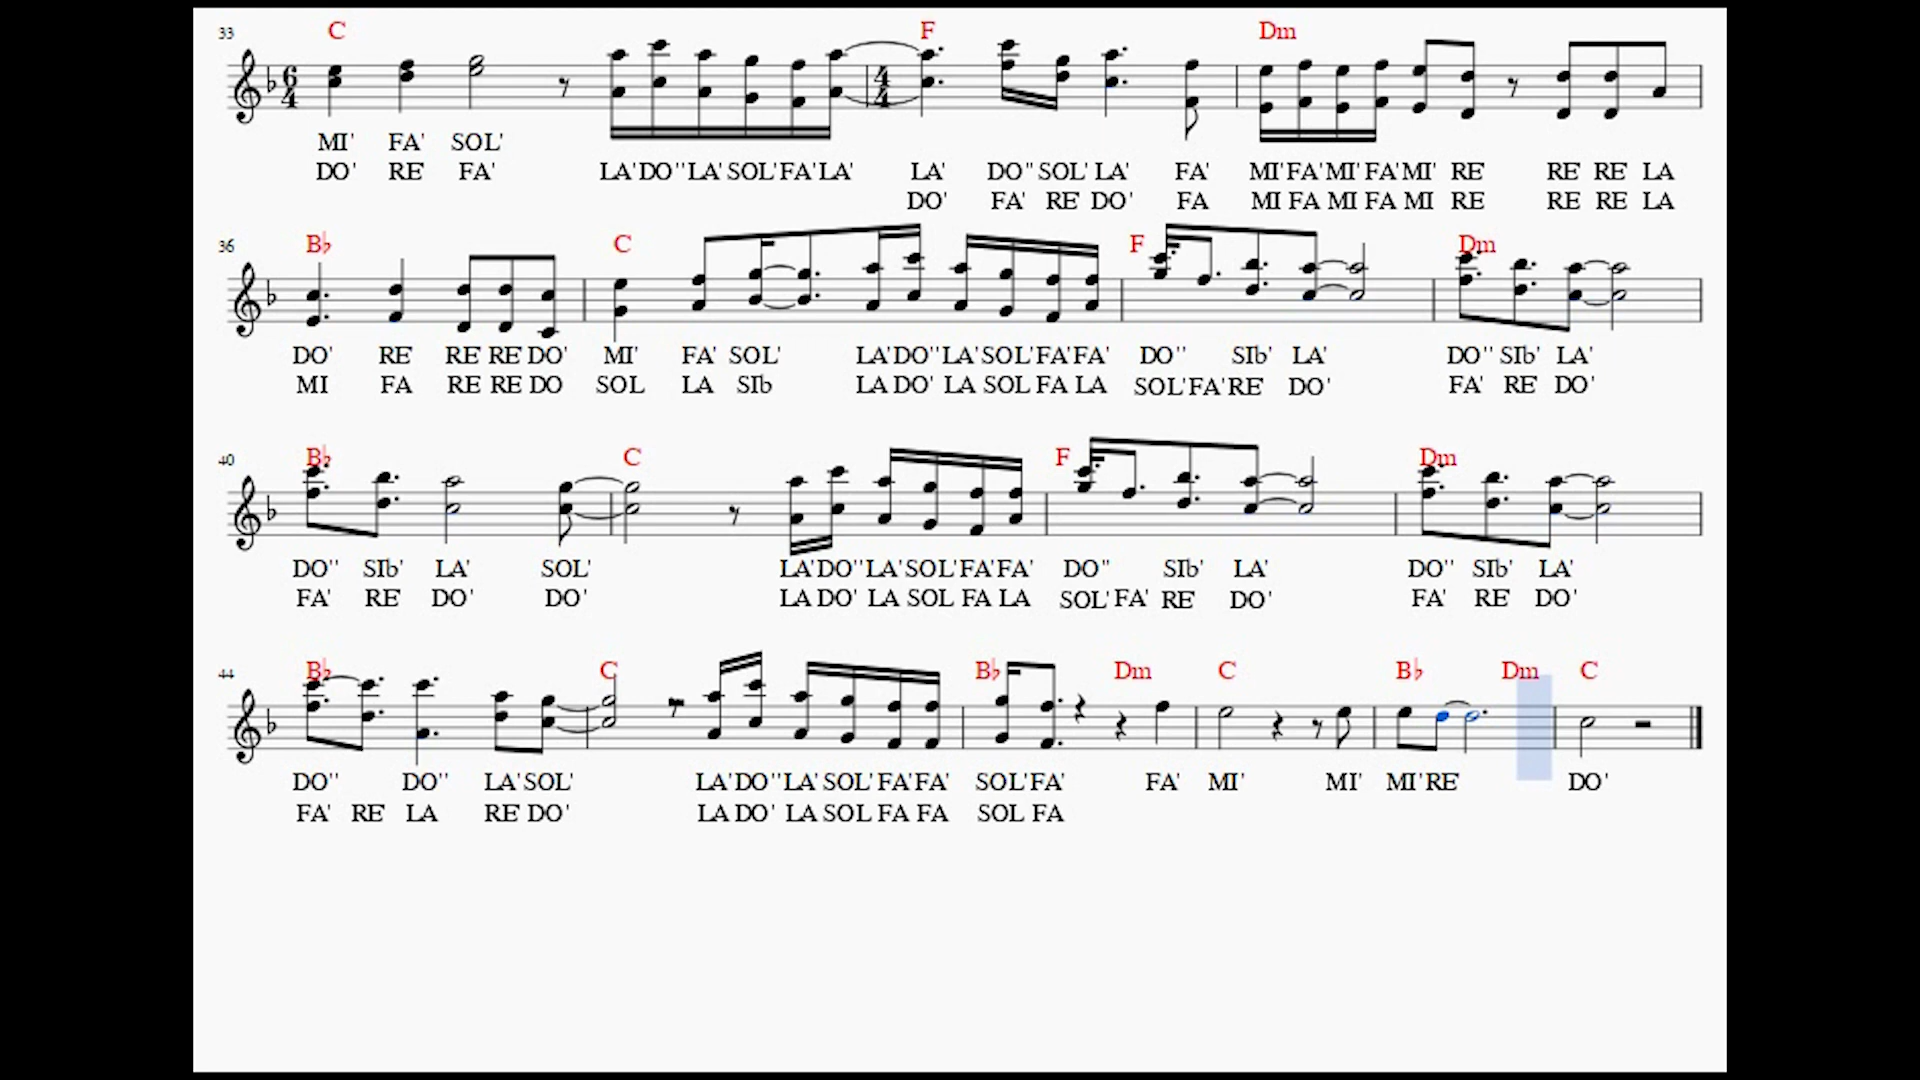 33 C F Dm
6 4 4 4
MI' FA' SOL'
DO' RE' FA' LA' DO'' LA' SOL' FA' LA' LA' DO'' SOL' LA' FA' MI' FA' MI' FA' MI' RE' RE' RE' LA
DO' FA' RE' DO' FA MI FA MI FA MI RE RE RE LA
36 B♭ C F Dm
DO' RE' RE' RE' DO' MI' FA' SOL' LA' DO'' LA' SOL' FA' FA' DO'' SIb' LA' DO'' SIb' LA'
MI FA RE RE DO SOL LA SIb LA DO' LA SOL FA LA SOL' FA' RE' DO' FA' RE' DO'
40 B♭ C F Dm
DO'' SIb' LA' SOL' LA' DO'' LA' SOL' FA' FA' DO'' SIb' LA' DO'' SIb' LA'
FA' RE' DO' DO' LA DO' LA SOL FA LA SOL' FA' RE' DO' FA' RE' DO'
44 B♭ C B♭ Dm C B♭ Dm C
DO'' DO'' LA' SOL' LA' DO'' LA' SOL' FA' FA' SOL' FA' FA' MI' MI' MI' RE' DO'
FA' RE' LA RE' DO' LA DO' LA SOL FA FA SOL FA